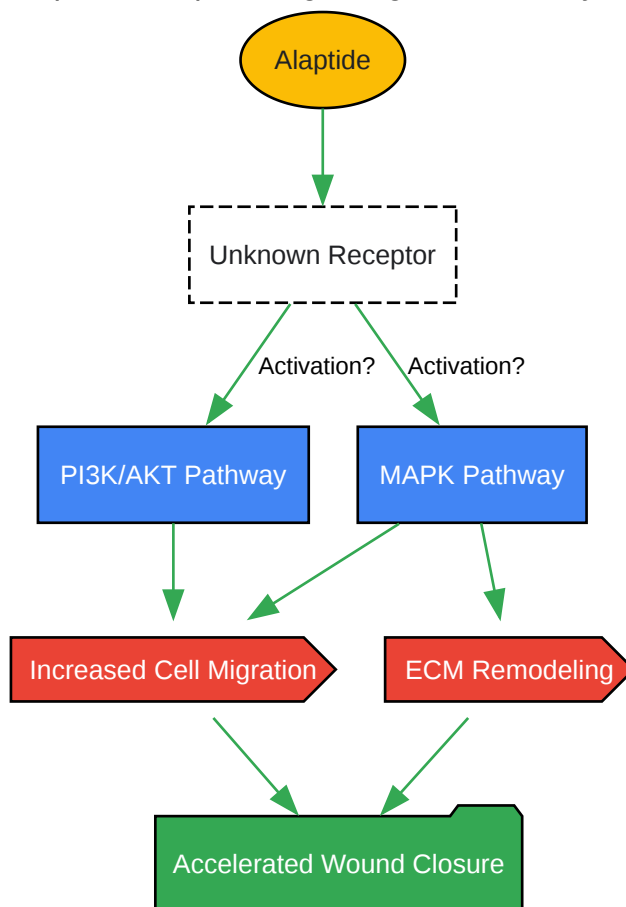 Alaptide
Unknown Receptor
Activation? Activation?
PI3K/AKT Pathway
MAPK Pathway
Increased Cell Migration
ECM Remodeling
Accelerated Wound Closure